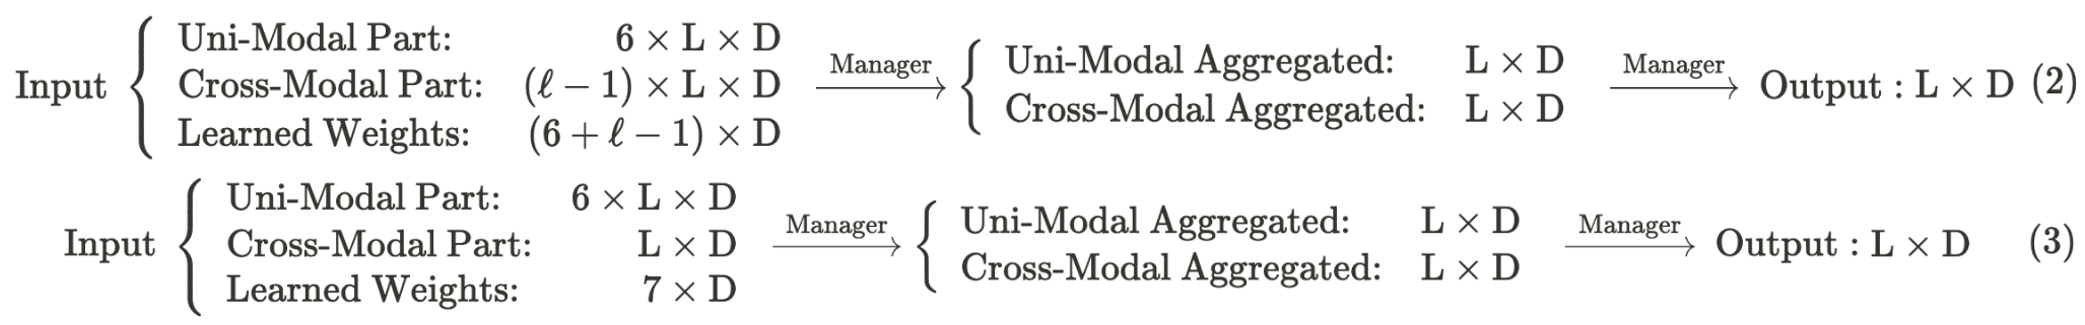 Uni-Modal Part: 6 × L × D
Input { Cross-Modal Part: (ℓ − 1) × L × D Manager→ { Uni-Modal Aggregated: L × D Manager→ Output : L × D (2)
Cross-Modal Aggregated: L × D
Learned Weights: (6 + ℓ − 1) × D
Uni-Modal Part: 6 × L × D
Input { Cross-Modal Part: L × D Manager→ { Uni-Modal Aggregated: L × D Manager→ Output : L × D (3)
Cross-Modal Aggregated: L × D
Learned Weights: 7 × D